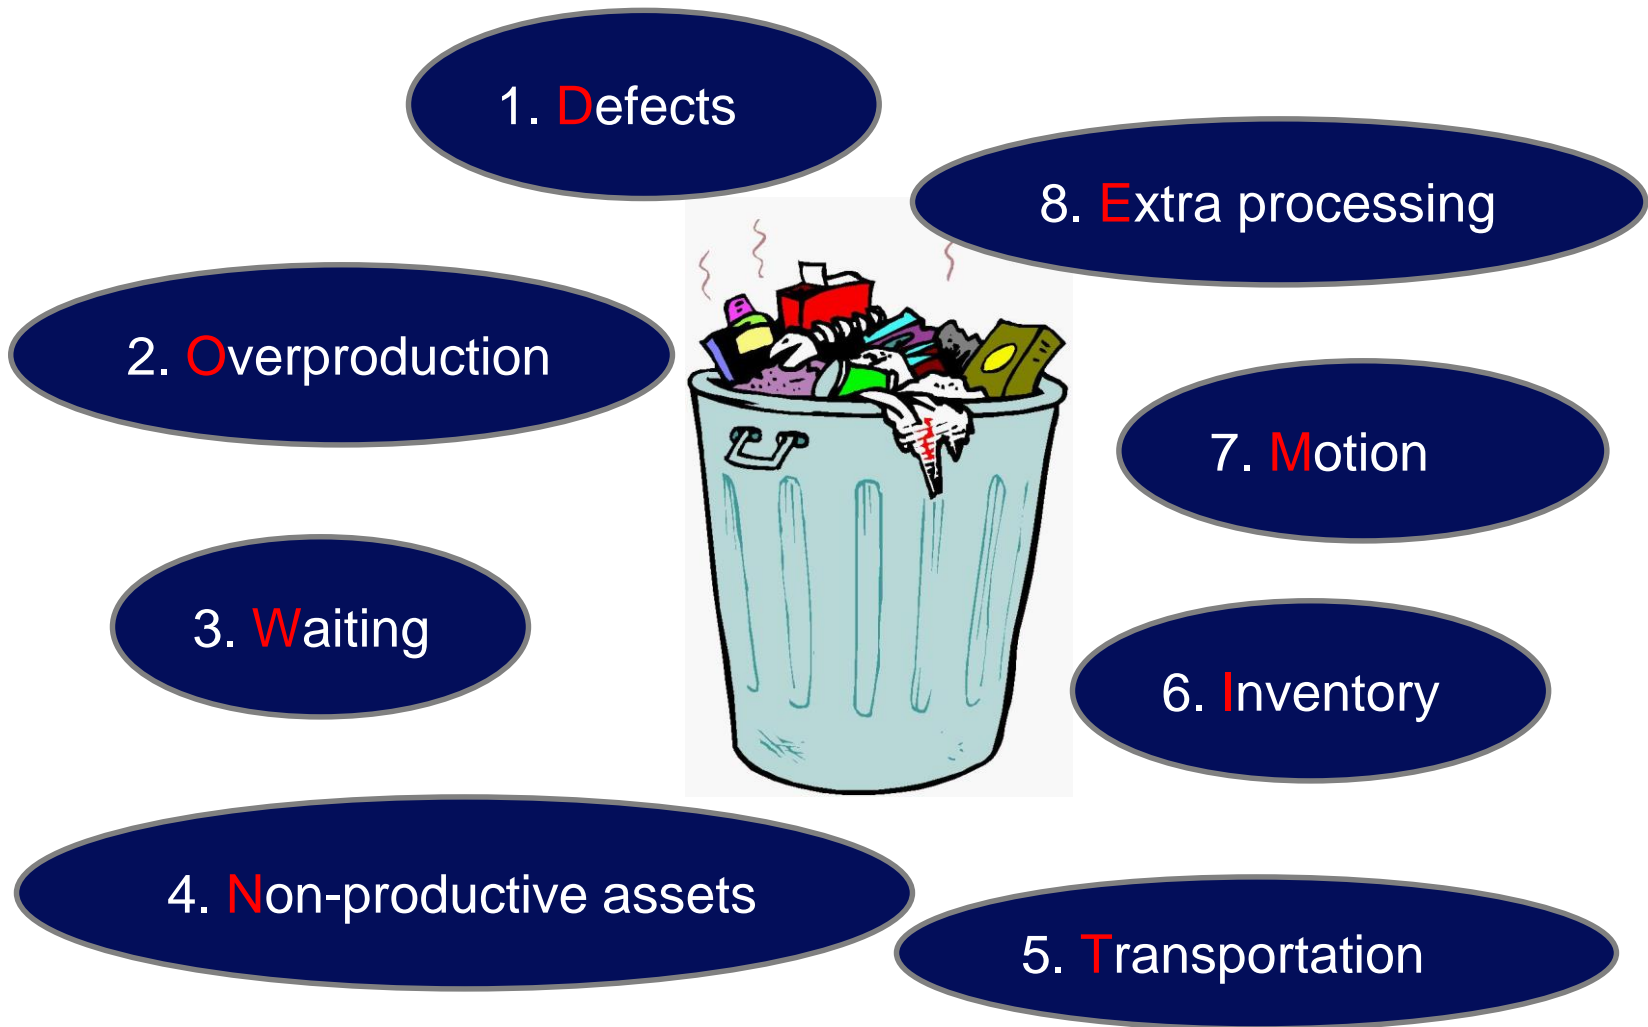 1. Defects
2. Overproduction
3. Waiting
4. Non-productive assets
5. Transportation
6. Inventory
7. Motion
8. Extra processing